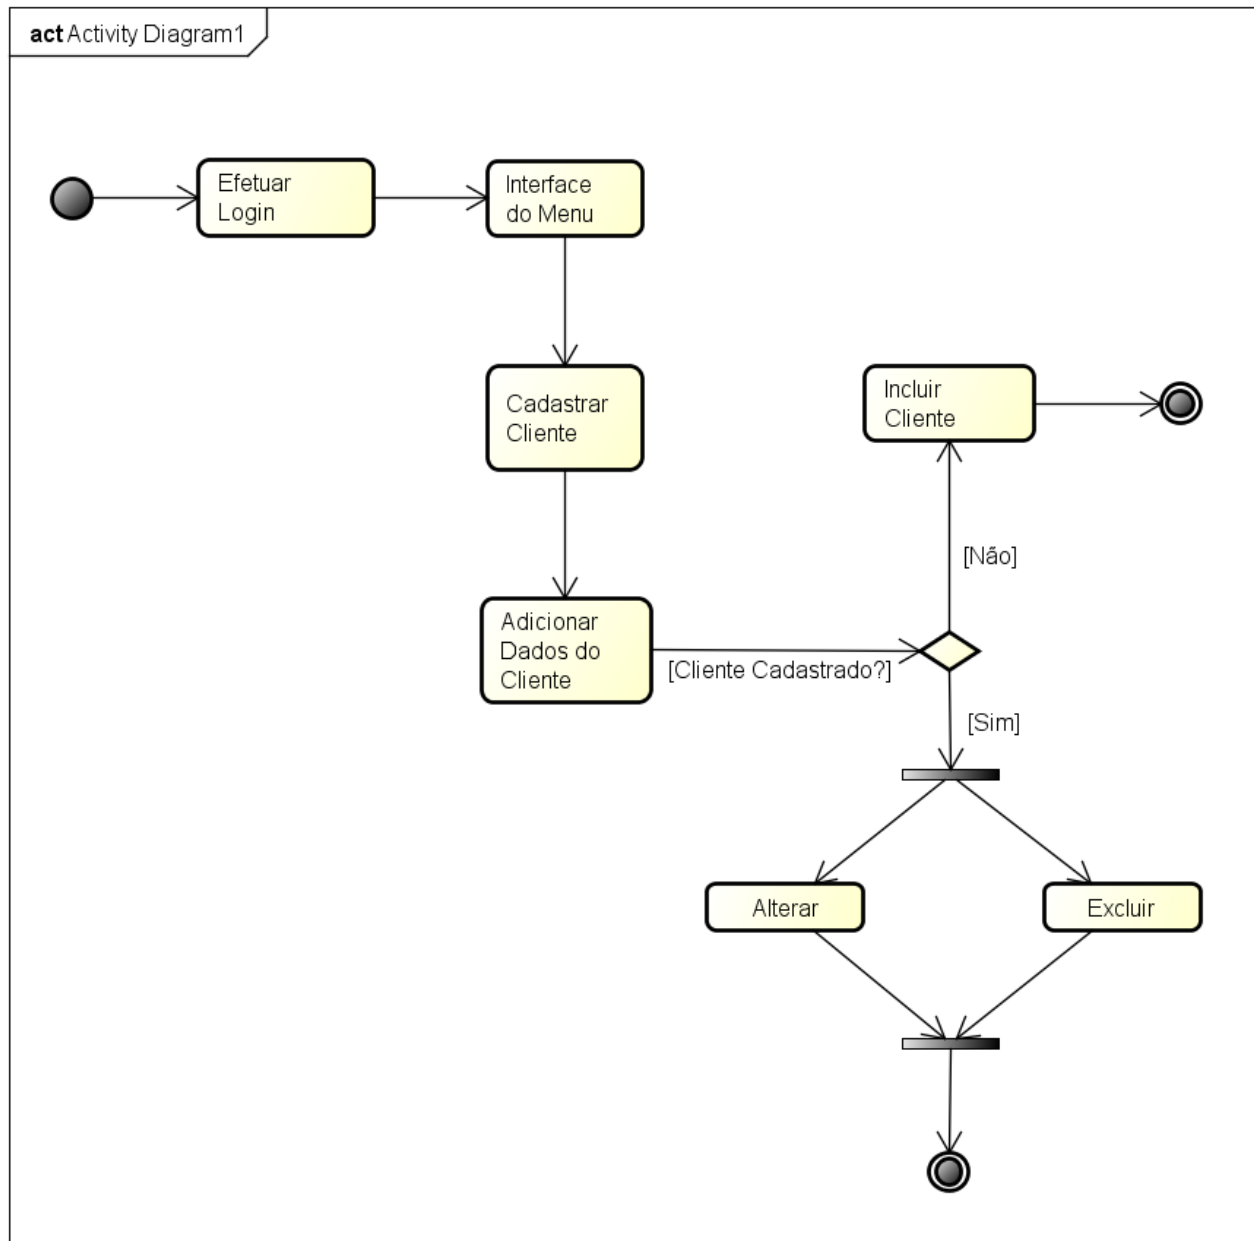 act Activity Diagram1
Efetuar
Login
Interface
do Menu
Cadastrar
Cliente
Incluir
Cliente
[Não]
Adicionar
Dados do
Cliente
[Cliente Cadastrado?]
[Sim]
Alterar
Excluir